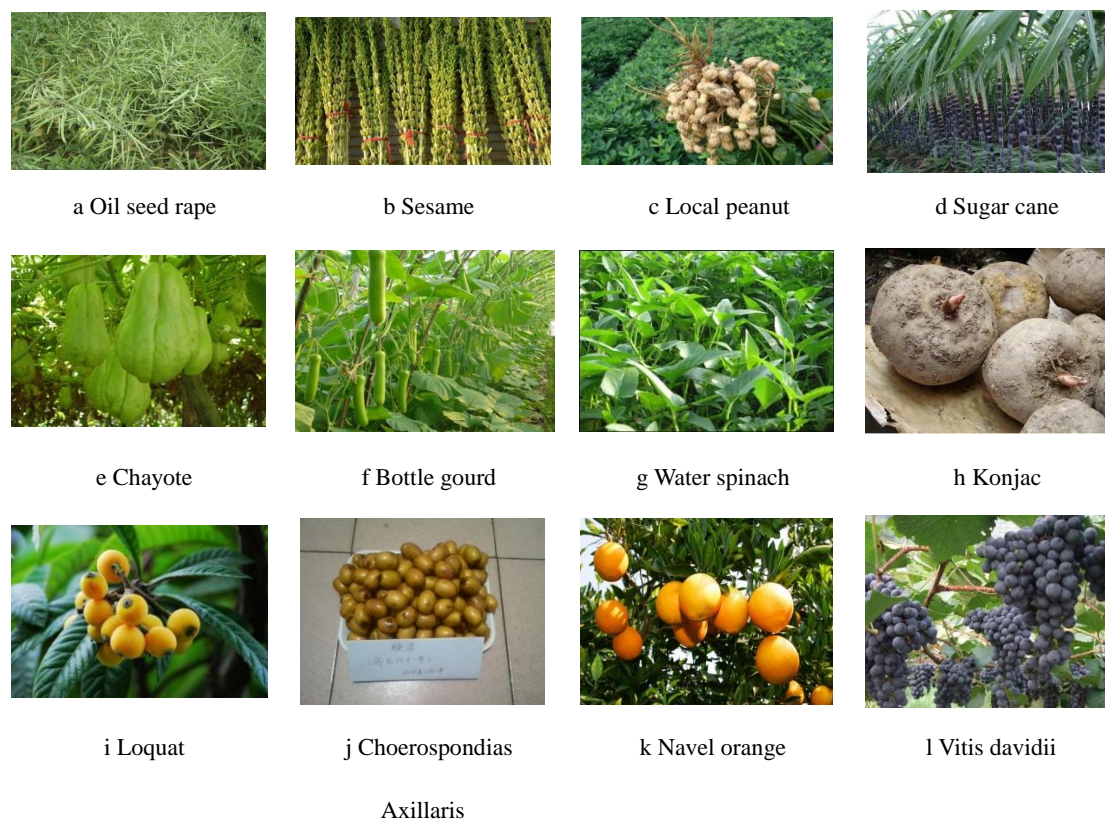 a Oil seed rape
b Sesame
c Local peanut
d Sugar cane
e Chayote
f Bottle gourd
g Water spinach
h Konjac
i Loquat
j Choerospondias
Axillaris
k Navel orange
l Vitis davidii